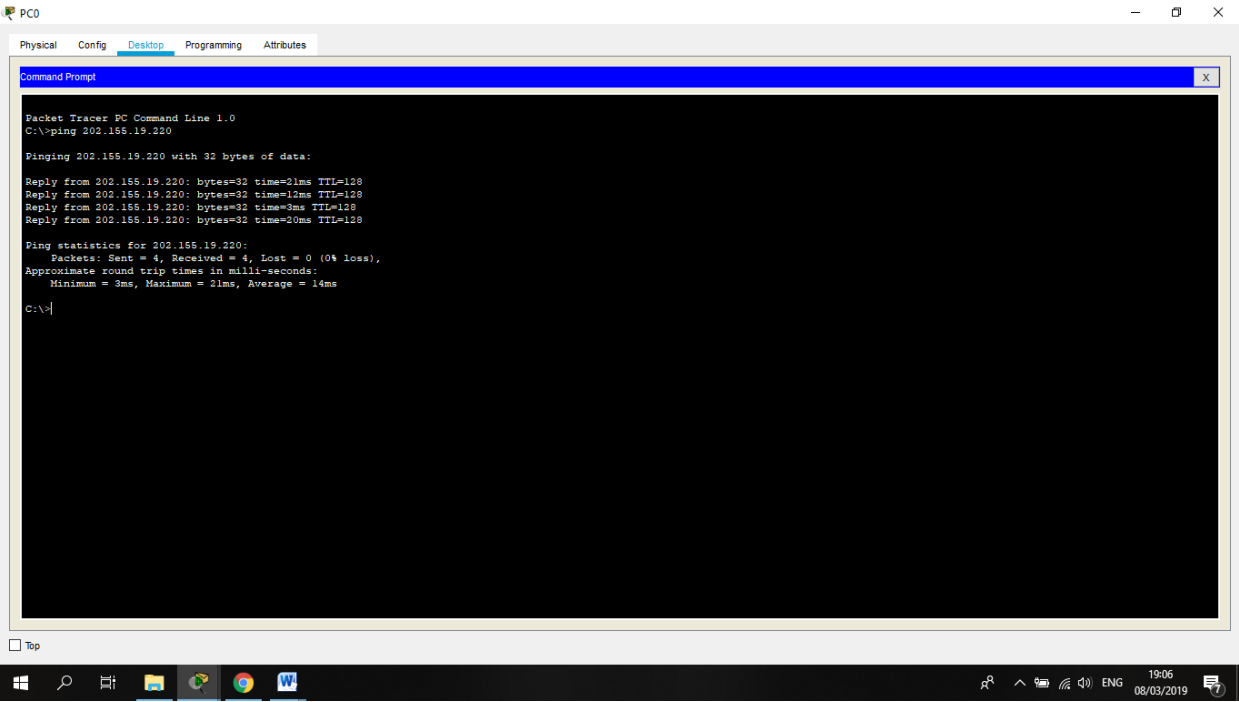 PC0
Physical Config Desktop Programming Attributes
Command Prompt
X
Packet Tracer PC Command Line 1.0
C:\>ping 202.155.19.220
Pinging 202.155.19.220 with 32 bytes of data:
Reply from 202.155.19.220: bytes=32 time=21ms TTL=128
Reply from 202.155.19.220: bytes=32 time=12ms TTL=128
Reply from 202.155.19.220: bytes=32 time=3ms TTL=128
Reply from 202.155.19.220: bytes=32 time=20ms TTL=128
Ping statistics for 202.155.19.220:
Packets: Sent = 4, Received = 4, Lost = 0 (0% loss),
Approximate round trip times in milli-seconds:
Minimum = 3ms, Maximum = 21ms, Average = 14ms
C:\>
Top
W
ENG
19:06
08/03/2019
7